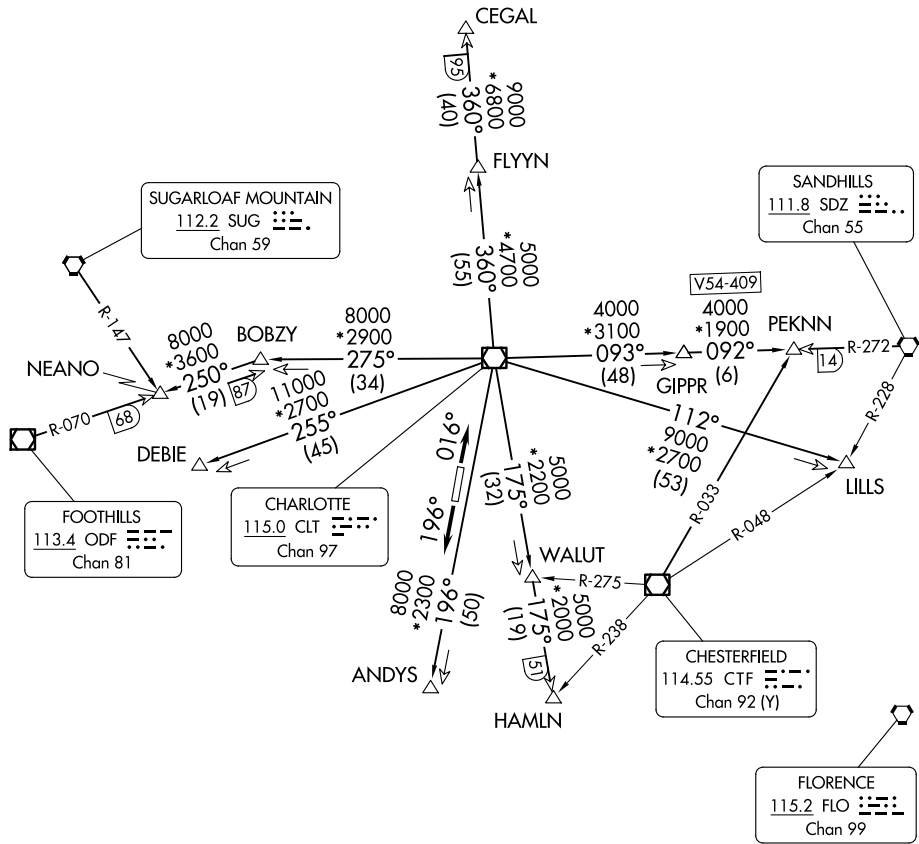 CEGAL
95
360°
(40)
9000
*6800
FLYYN
360°
(55)
5000
*4700
SUGARLOAF MOUNTAIN
112.2 SUG
Chan 59
SANDHILLS
111.8 SDZ
Chan 55
R-147
NEANO
8000
*3600
250°
(19)
87
BOBZY
8000
*2900
275°
(34)
4000
*3100
093°
(48)
V54-409
4000
*1900
092°
(6)
GIPPR
PEKNN
14
R-272
R-228
R-070
68
11000
*2700
255°
(45)
DEBIE
FOOTHILLS
113.4 ODF
Chan 81
CHARLOTTE
115.0 CLT
Chan 97
016°
196°
8000
*2300
196°
(50)
ANDYS
5000
*2200
175°
(32)
WALUT
112°
9000
*2700
(53)
LILLS
R-033
R-048
R-275
R-238
5000
*2000
175°
(19)
51
HAMLN
CHESTERFIELD
114.55 CTF
Chan 92 (Y)
FLORENCE
115.2 FLO
Chan 99